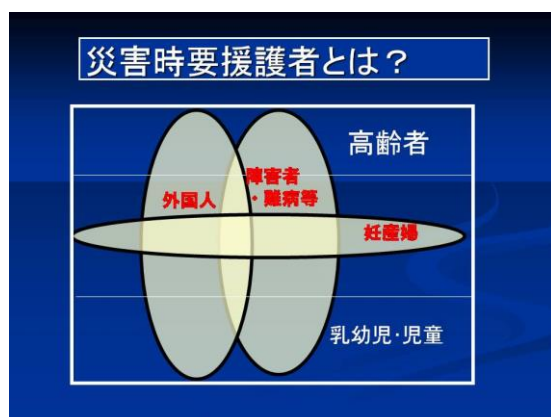 災害時要援護者とは？
高齢者
障害者
・難病等
外国人
妊産婦
乳幼児・児童